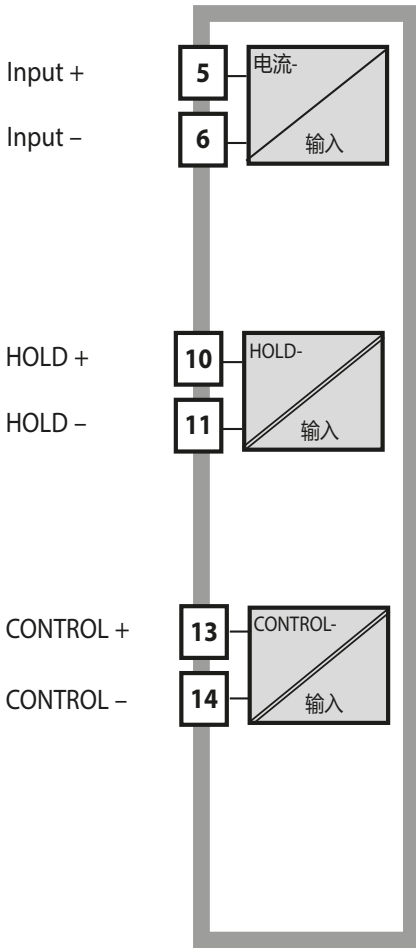 Input +
5
电流-
Input –
6
输入
HOLD +
10
HOLD-
HOLD –
11
输入
CONTROL +
13
CONTROL-
CONTROL –
14
输入